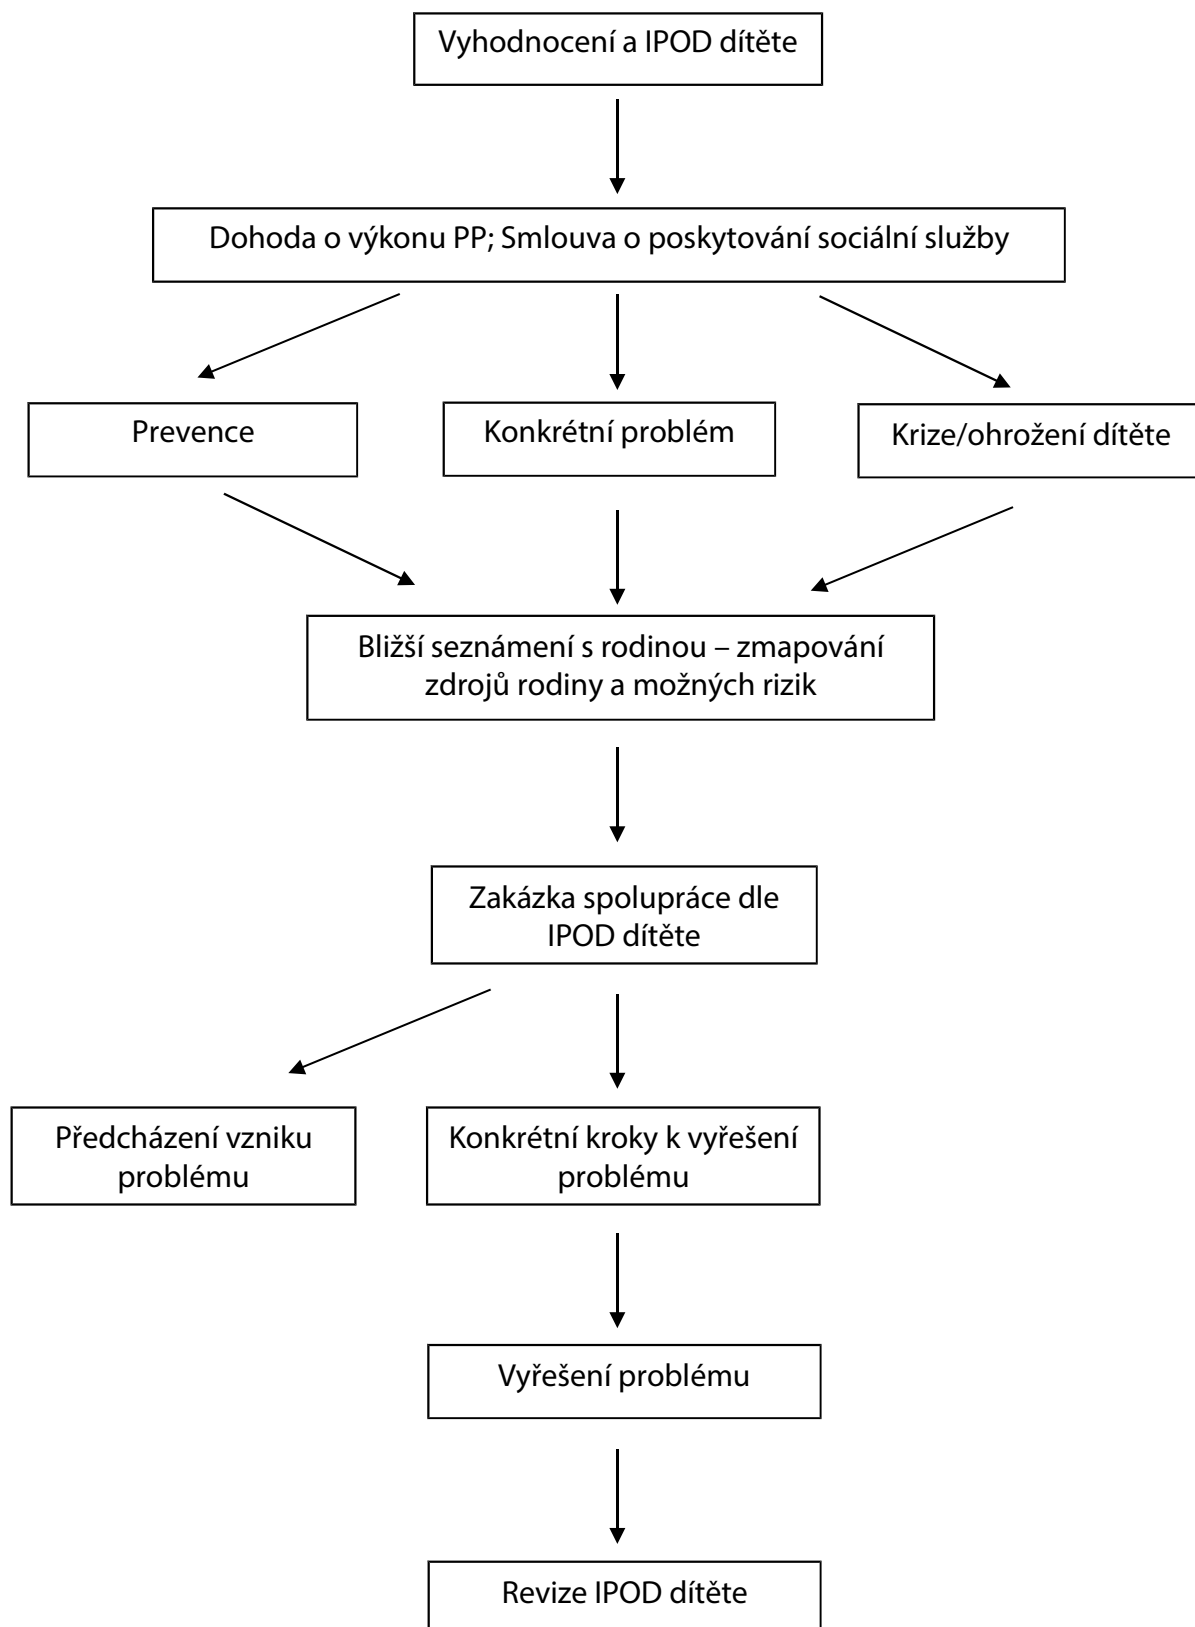 Vyhodnocení a IPOD dítěte
Dohoda o výkonu PP; Smlouva o poskytování sociální služby
Prevence
Konkrétní problém
Krize/ohrožení dítěte
Bližší seznámení s rodinou – zmapování
zdrojů rodiny a možných rizik
Zakázka spolupráce dle
IPOD dítěte
Předcházení vzniku
problému
Konkrétní kroky k vyřešení
problému
Vyřešení problému
Revize IPOD dítěte